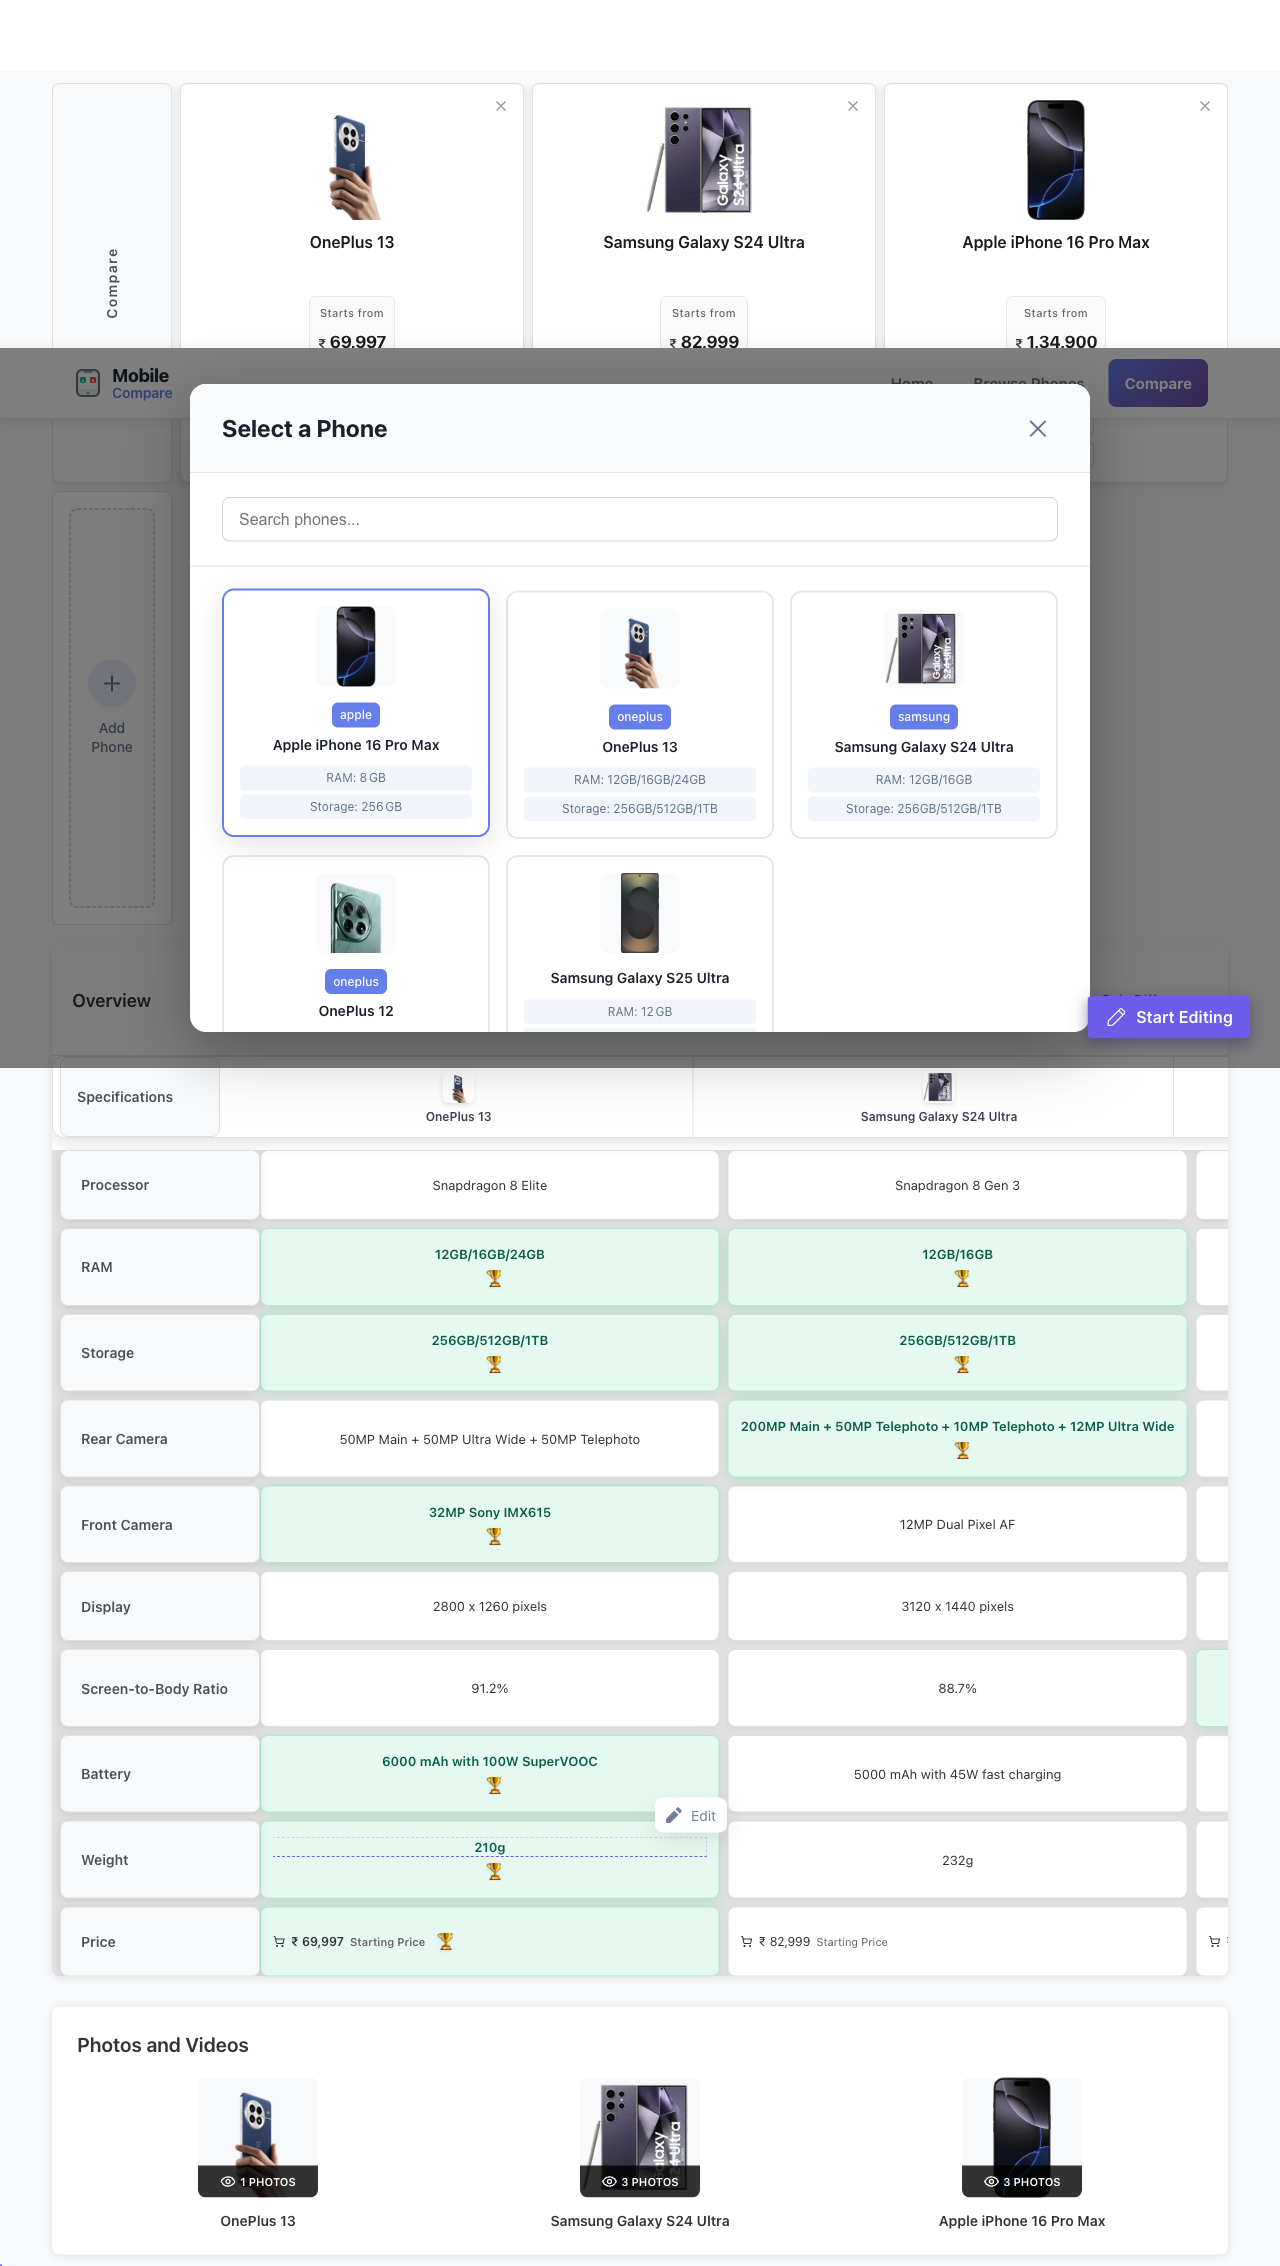 OnePlus 13
Galaxy
S24 Ultra
Samsung Galaxy S24 Ultra
Apple iPhone 16 Pro Max
Compare
Starts from
₹ 69,997
Starts from
₹ 82,999
Starts from
₹ 1,34,900
Mobile
Compare
Home
Browse Phones
Compare
Select a Phone
Search phones...
apple
Apple iPhone 16 Pro Max
RAM: 8 GB
Storage: 256 GB
oneplus
OnePlus 13
RAM: 12GB/16GB/24GB
Storage: 256GB/512GB/1TB
Galaxy
S24 Ultra
samsung
Samsung Galaxy S24 Ultra
RAM: 12GB/16GB
Storage: 256GB/512GB/1TB
Add
Phone
oneplus
OnePlus 12
Samsung Galaxy S25 Ultra
RAM: 12 GB
Overview
Start Editing
Specifications
OnePlus 13
Samsung Galaxy S24 Ultra
Processor
Snapdragon 8 Elite
Snapdragon 8 Gen 3
RAM
12GB/16GB/24GB
12GB/16GB
Storage
256GB/512GB/1TB
256GB/512GB/1TB
Rear Camera
50MP Main + 50MP Ultra Wide + 50MP Telephoto
200MP Main + 50MP Telephoto + 10MP Telephoto + 12MP Ultra Wide
Front Camera
32MP Sony IMX615
12MP Dual Pixel AF
Display
2800 x 1260 pixels
3120 x 1440 pixels
Screen-to-Body Ratio
91.2%
88.7%
Battery
6000 mAh with 100W SuperVOOC
5000 mAh with 45W fast charging
Edit
Weight
210g
232g
Price
₹ 69,997 Starting Price
₹ 82,999 Starting Price
Photos and Videos
1 PHOTOS
OnePlus 13
3 PHOTOS
Samsung Galaxy S24 Ultra
3 PHOTOS
Apple iPhone 16 Pro Max